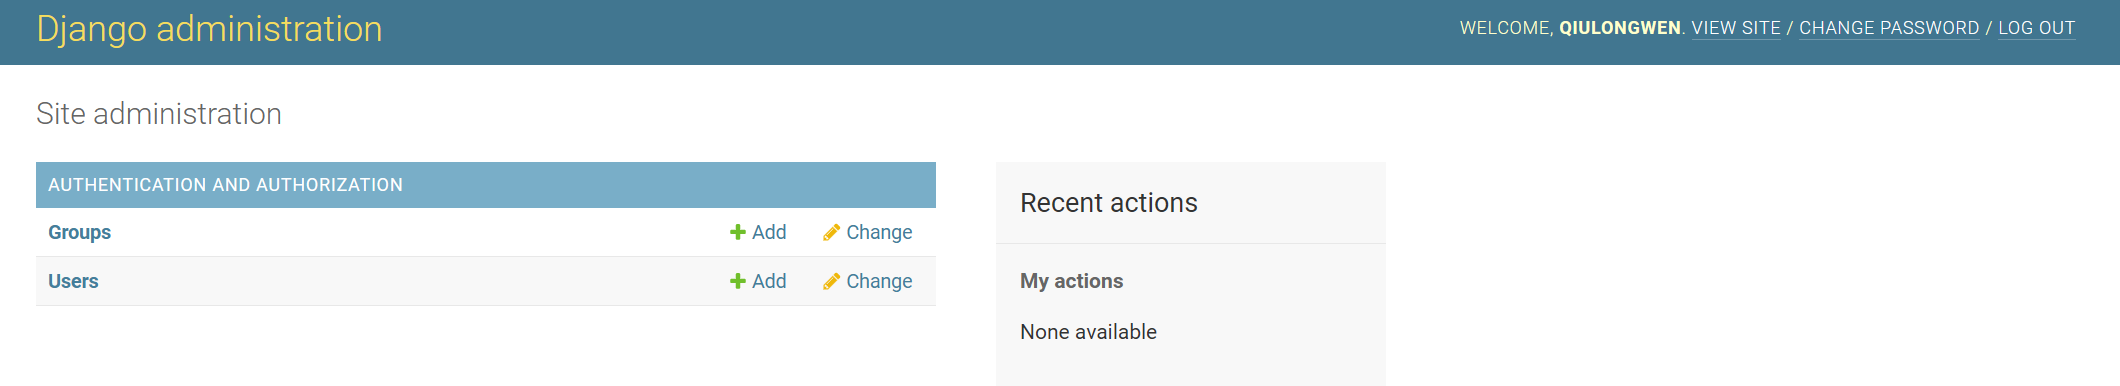 Django administration
WELCOME, QIULONGWEN. VIEW SITE / CHANGE PASSWORD / LOG OUT
Site administration
AUTHENTICATION AND AUTHORIZATION
Groups Add Change
Users Add Change
Recent actions
My actions
None available